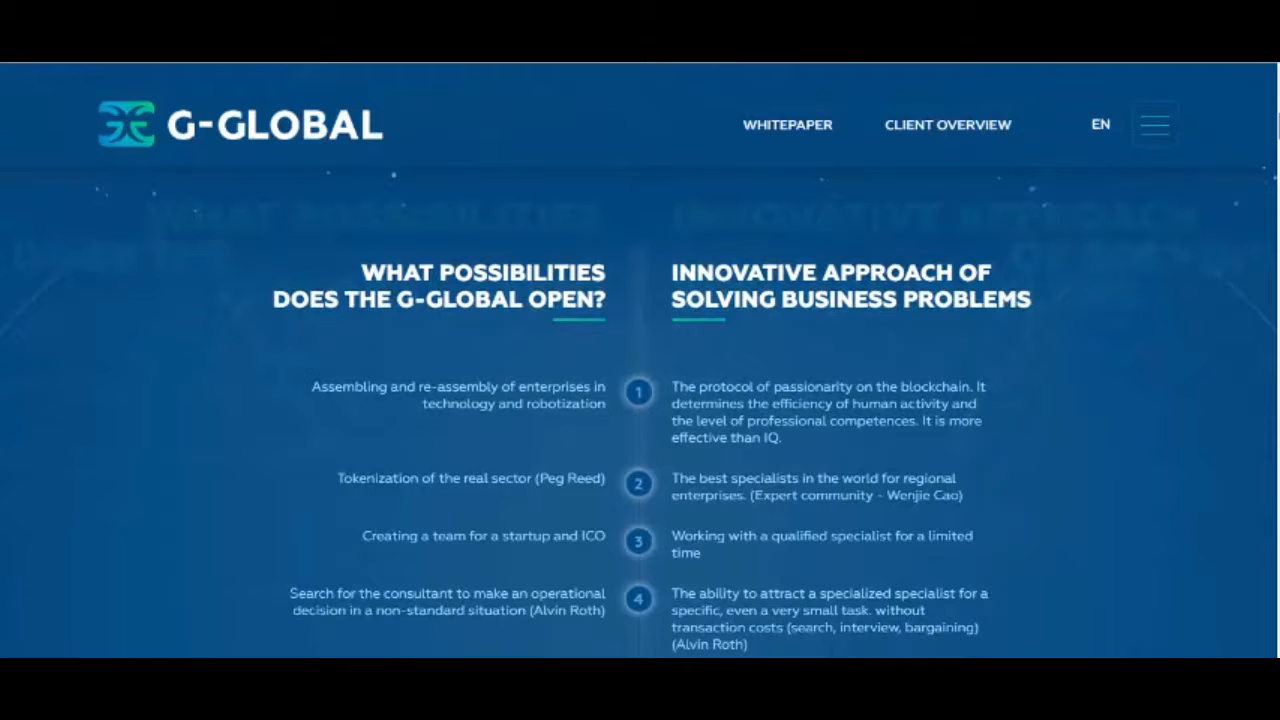 G-GLOBAL
WHITEPAPER
CLIENT OVERVIEW
EN
WHAT POSSIBILITIES
DOES THE G-GLOBAL OPEN?
INNOVATIVE APPROACH OF
SOLVING BUSINESS PROBLEMS
Assembling and re-assembly of enterprises in
technology and robotization
1
The protocol of passionarity on the blockchain. It
determines the efficiency of human activity and
the level of professional competences. It is more
effective than IQ.
Tokenization of the real sector (Peg Reed)
2
The best specialists in the world for regional
enterprises. (Expert community - Wenjie Cao)
Creating a team for a startup and ICO
3
Working with a qualified specialist for a limited
time
Search for the consultant to make an operational
decision in a non-standard situation (Alvin Roth)
4
The ability to attract a specialized specialist for a
specific, even a very small task. without
transaction costs (search, interview, bargaining)
(Alvin Roth)